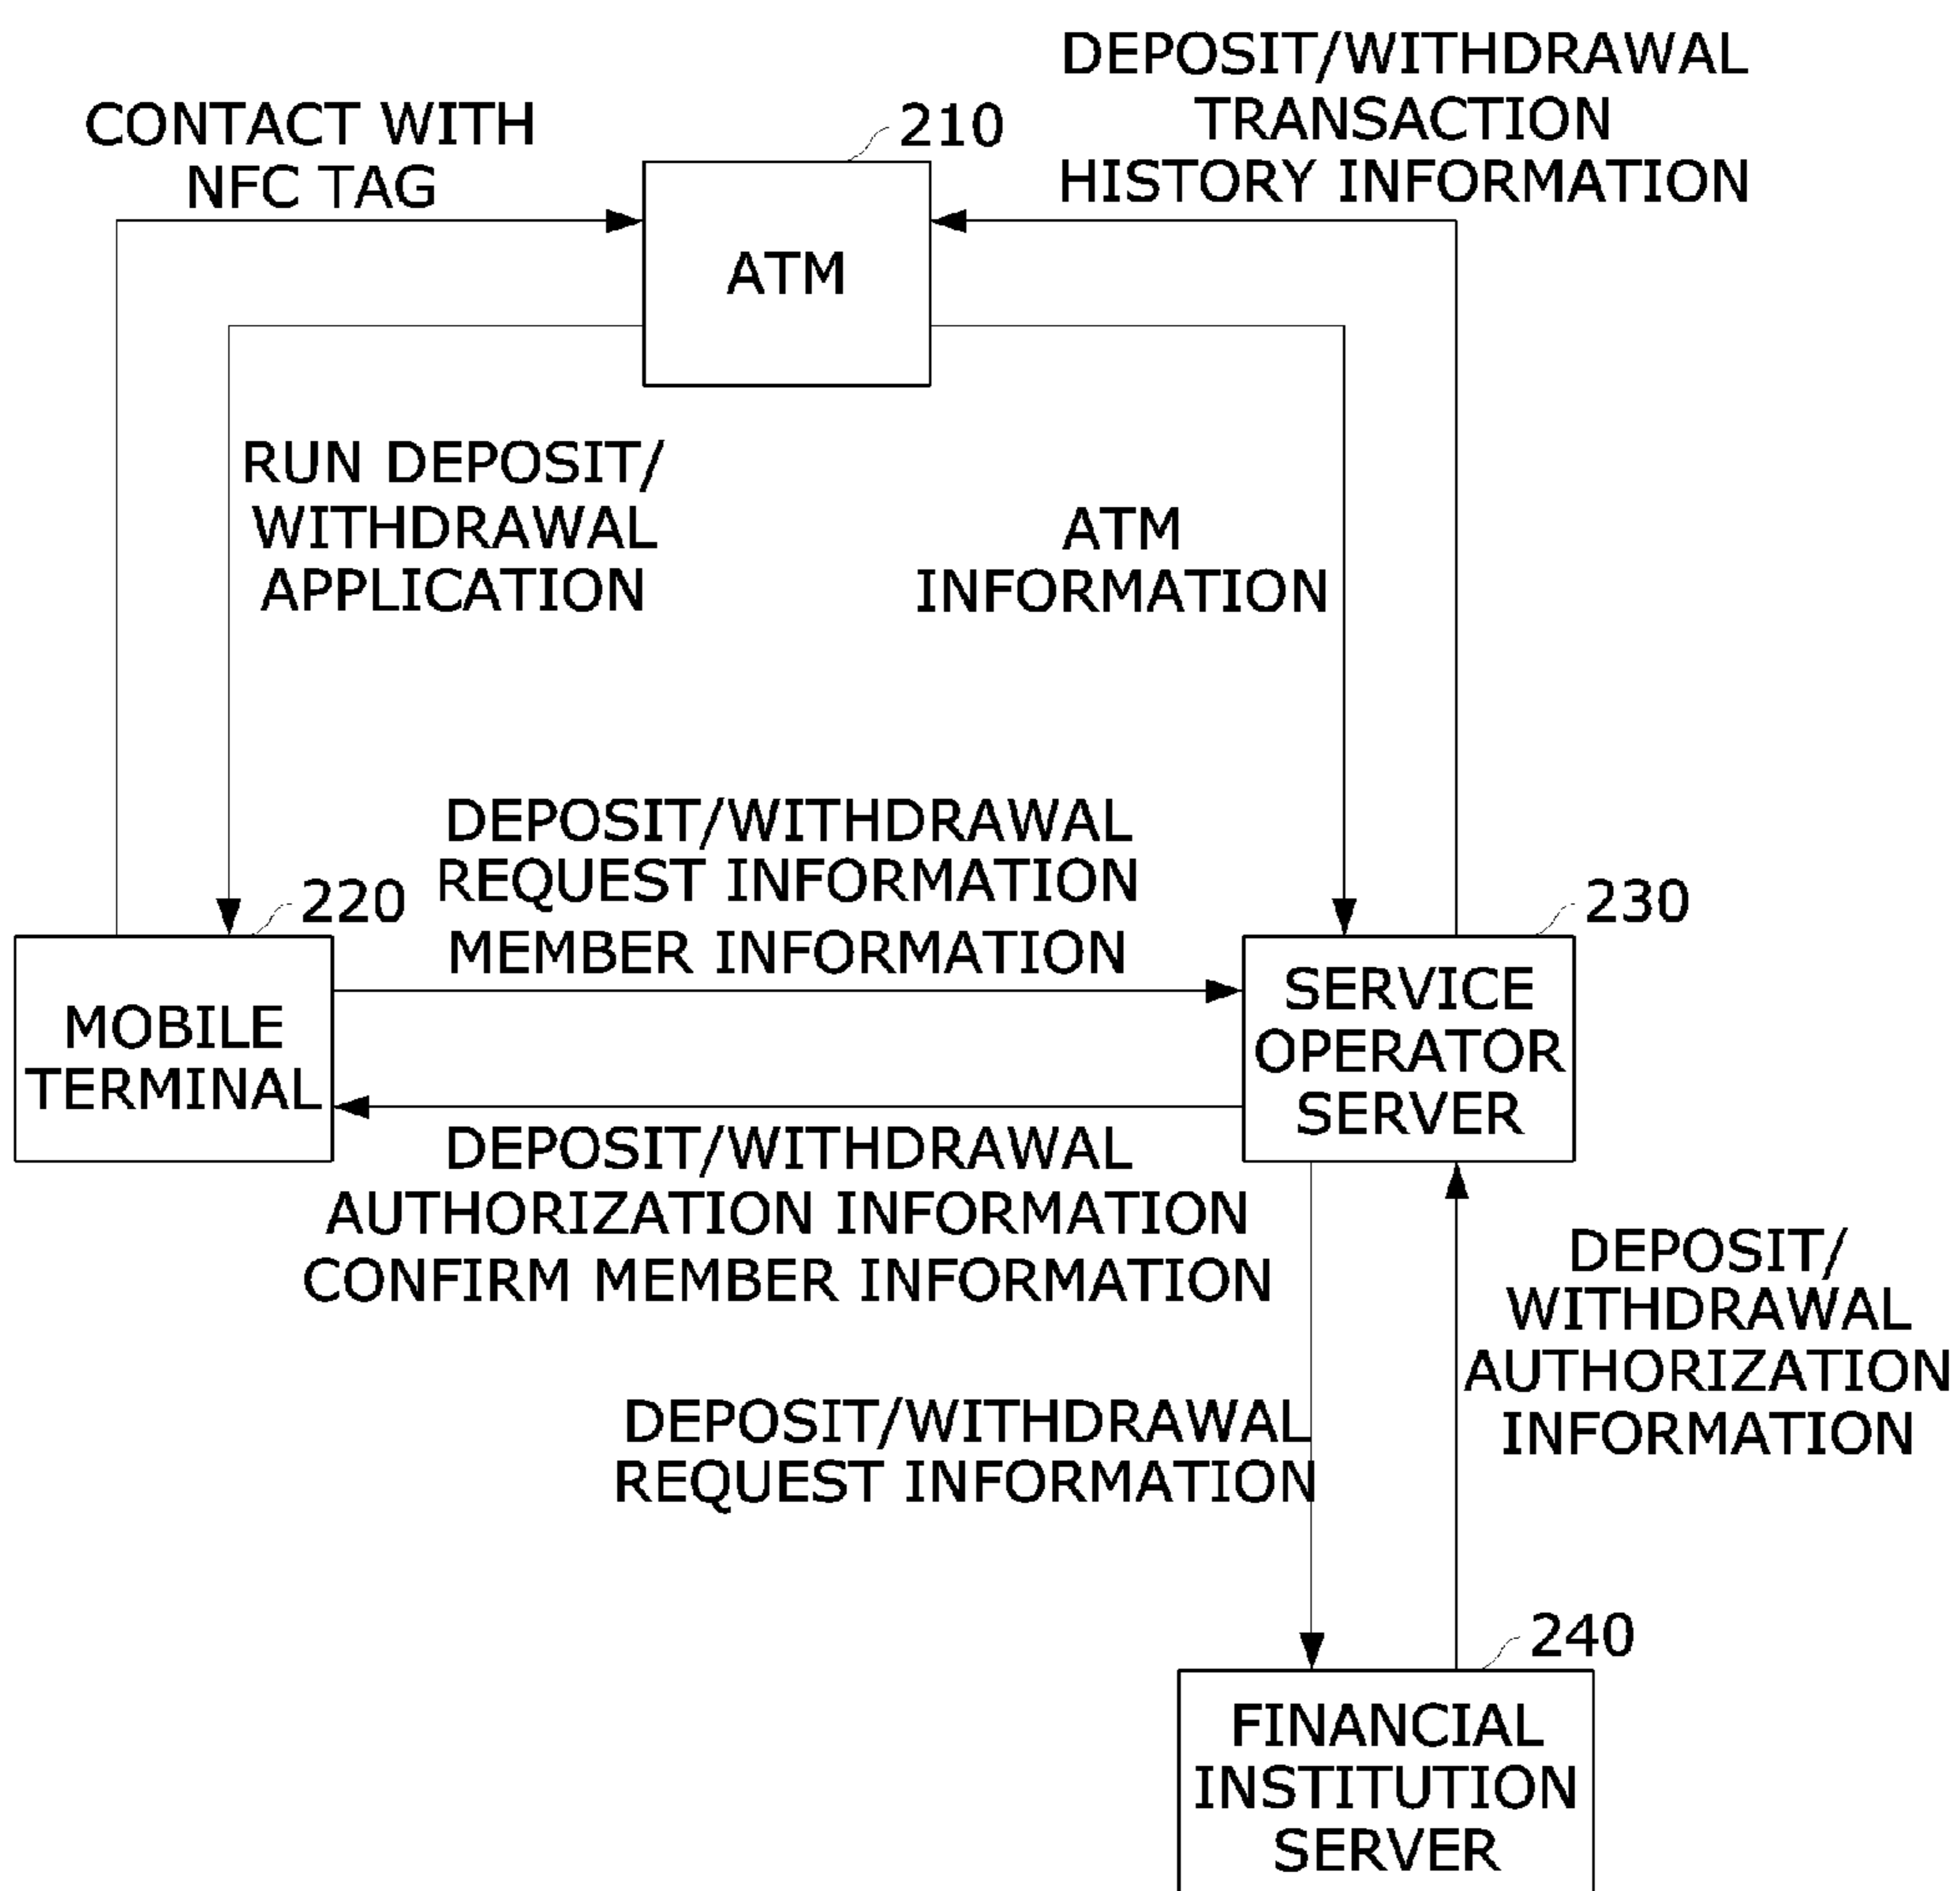 DEPOSIT/WITHDRAWAL
TRANSACTION
HISTORY INFORMATION
CONTACT WITH
NFC TAG
210
ATM
RUN DEPOSIT/
WITHDRAWAL
APPLICATION
ATM
INFORMATION
DEPOSIT/WITHDRAWAL
REQUEST INFORMATION
MEMBER INFORMATION
220
230
MOBILE
TERMINAL
SERVICE
OPERATOR
SERVER
DEPOSIT/WITHDRAWAL
AUTHORIZATION INFORMATION
CONFIRM MEMBER INFORMATION
DEPOSIT/
WITHDRAWAL
AUTHORIZATION
INFORMATION
DEPOSIT/WITHDRAWAL
REQUEST INFORMATION
240
FINANCIAL
INSTITUTION
SERVER